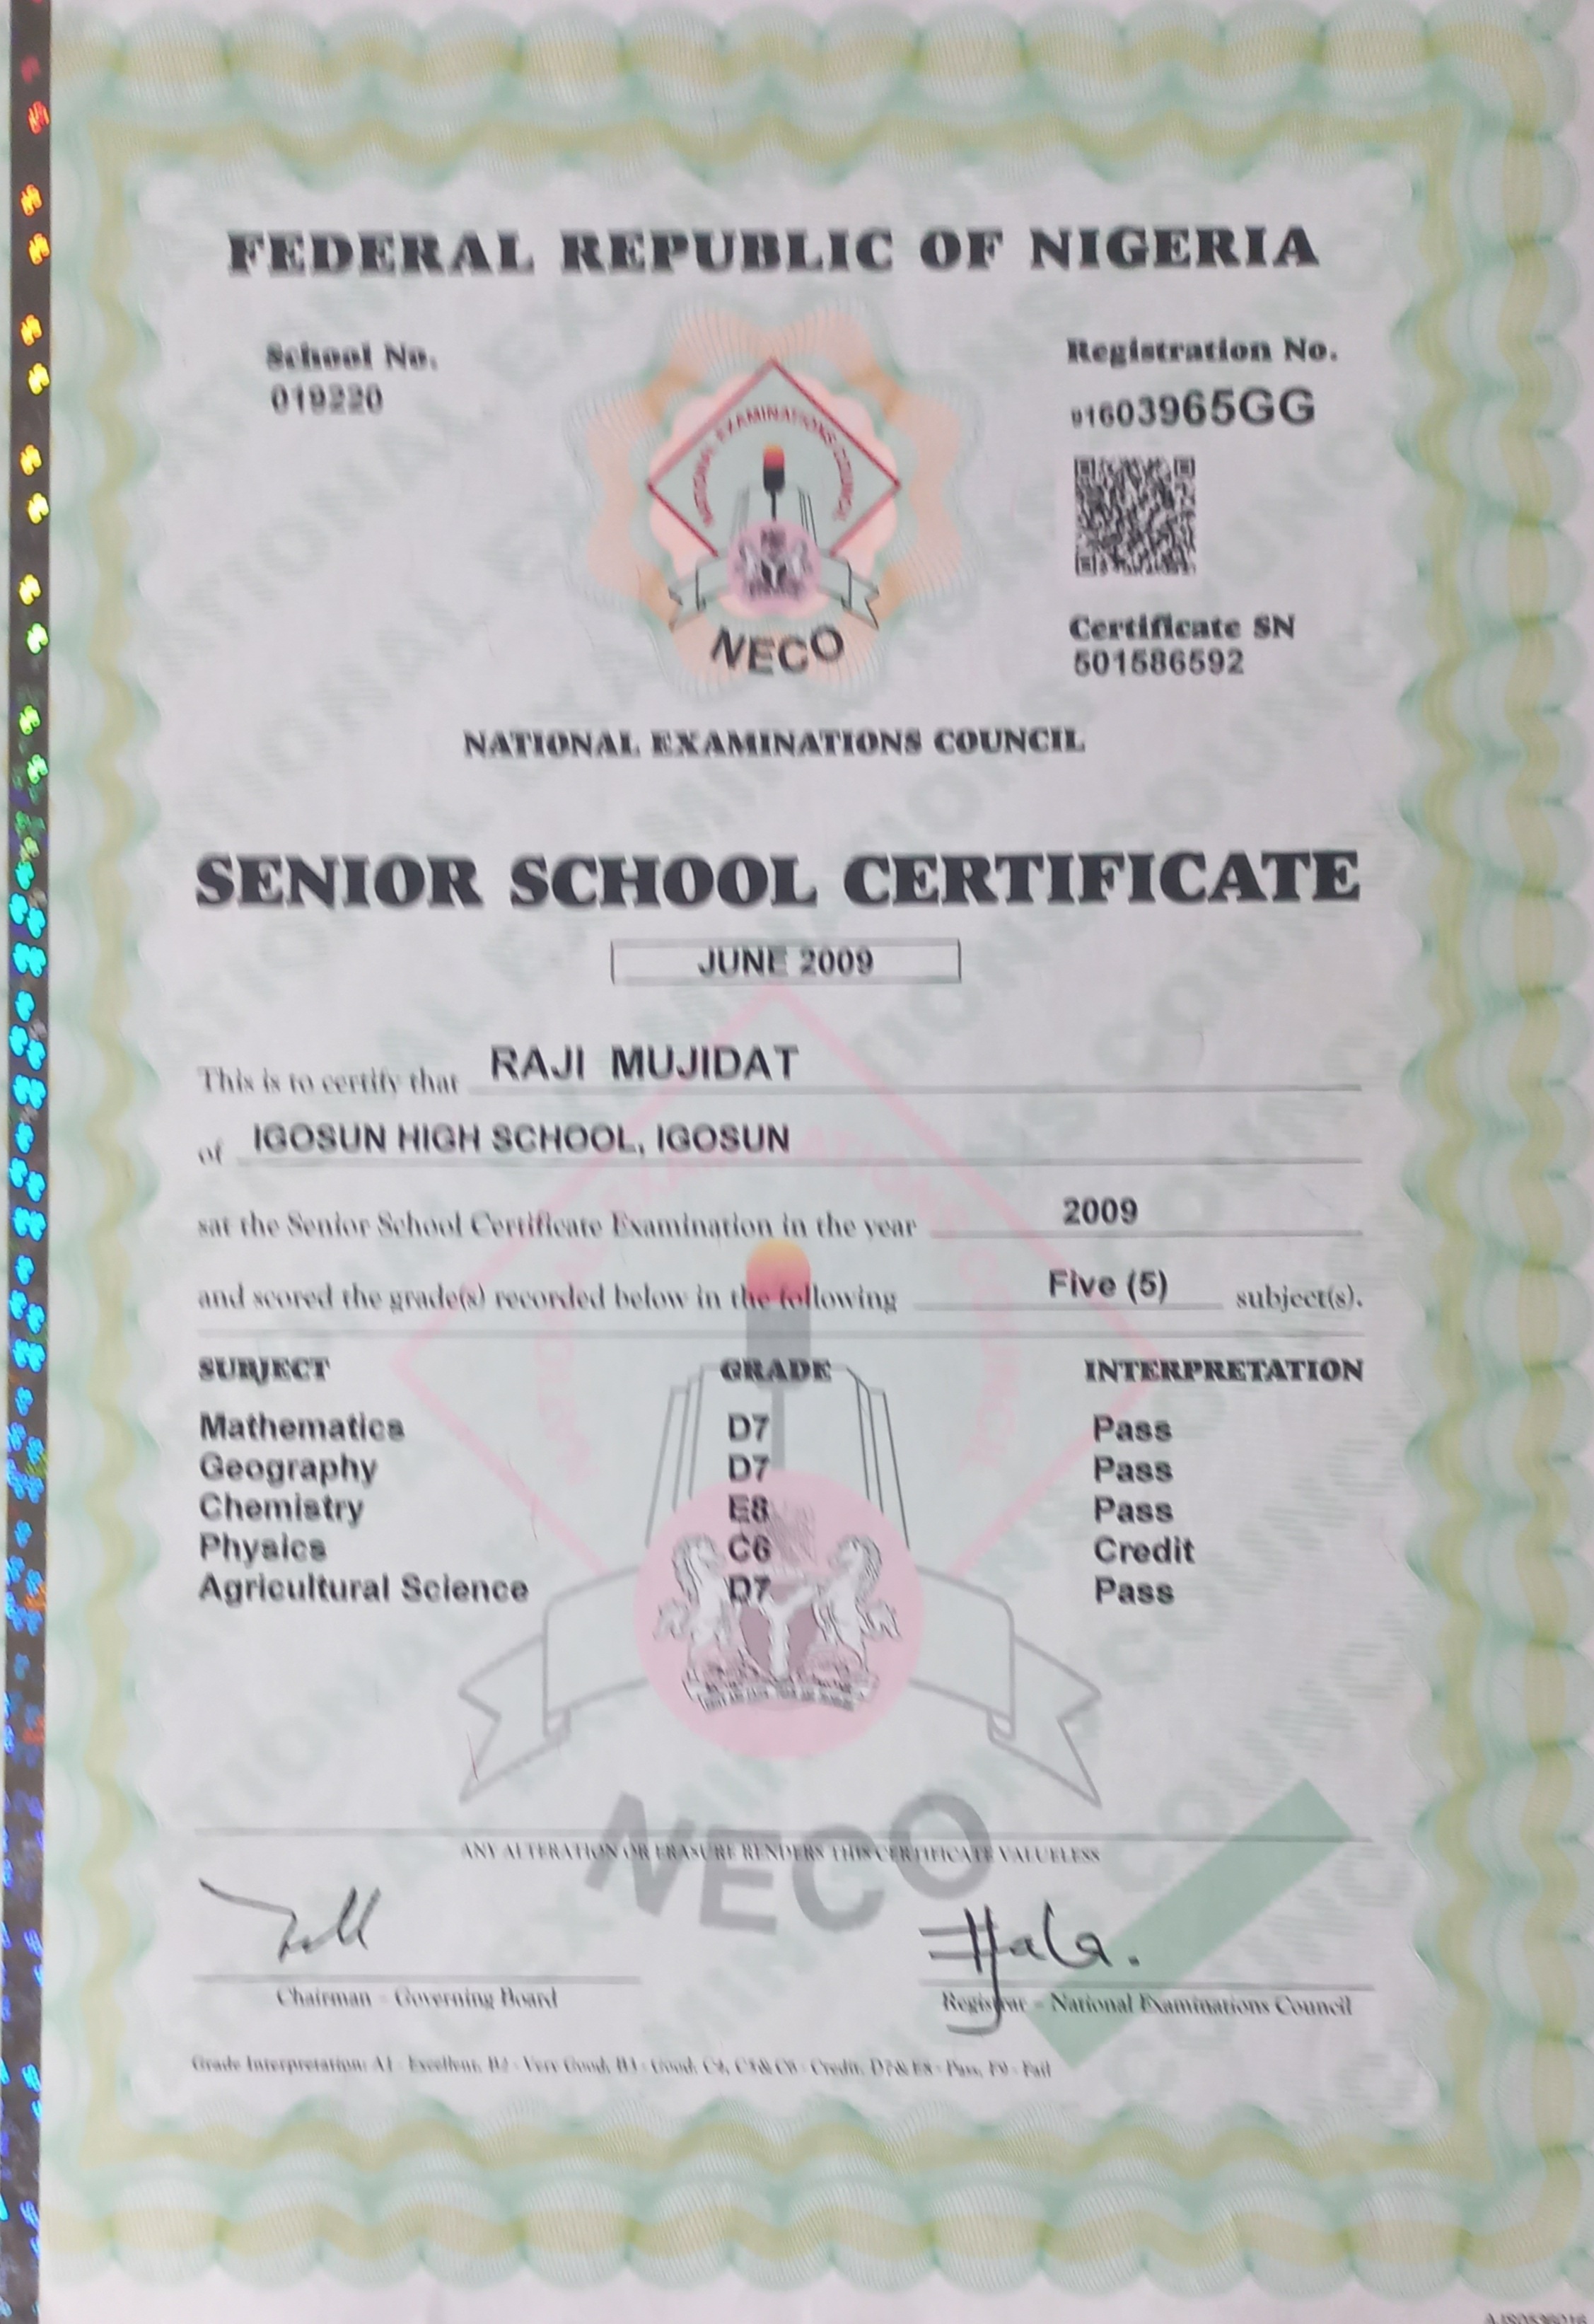 FEDERAL REPUBLIC OF NIGERIA
School No.
019220
Registration No.
91603965GG
NATIONAL EXAMINATIONS COUNCIL
NECO
Certificate SN
501586592
NATIONAL EXAMINATIONS COUNCIL
SENIOR SCHOOL CERTIFICATE
JUNE 2009
This is to certify that RAJI MUJIDAT
of IGOSUN HIGH SCHOOL, IGOSUN
sat the Senior School Certificate Examination in the year 2009
and scored the grade(s) recorded below in the following Five (5) subject(s).
SUBJECT GRADE INTERPRETATION
Mathematics D7 Pass
Geography D7 Pass
Chemistry E8 Pass
Physics C6 Credit
Agricultural Science D7 Pass
NECO
ANY ALTERATION OR ERASURE RENDERS THIS CERTIFICATE VALUELESS
Chairman - Governing Board
Registrar - National Examinations Council
Grade Interpretation: A1 - Excellent, B2 - Very Good, B3 - Good, C4, C5 & C6 - Credit, D7 & E8 - Pass, F9 - Fail